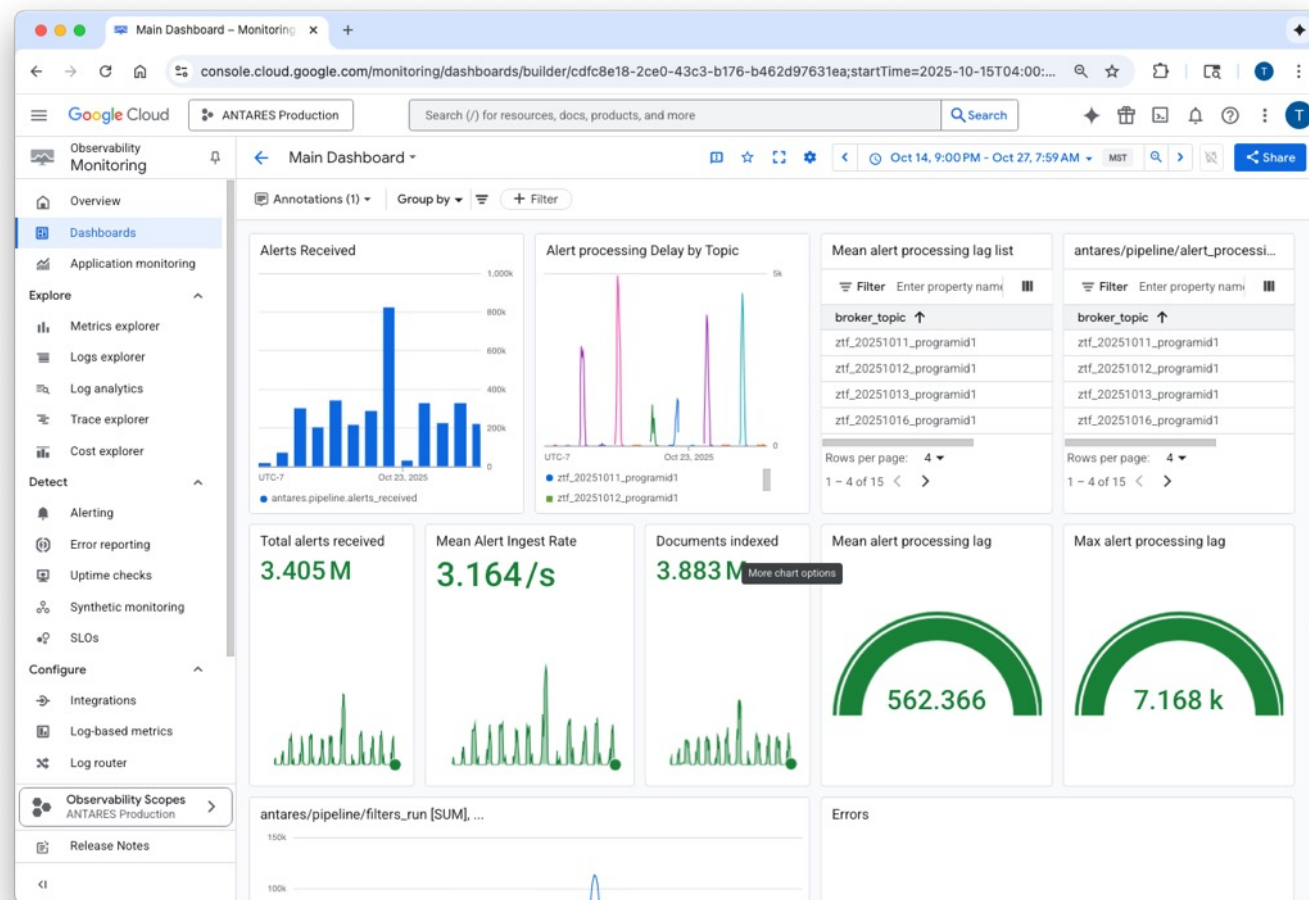 Main Dashboard – Monitoring
console.cloud.google.com/monitoring/dashboards/builder/cdfc8e18-2ce0-43c3-b176-b462d97631ea;startTime=2025-10-15T04:00:...
T
Google Cloud
ANTARES Production
Search (/) for resources, docs, products, and more
Search
T
Observability
Monitoring
Overview
Dashboards
Application monitoring
Explore
Metrics explorer
Logs explorer
Log analytics
Trace explorer
Cost explorer
Detect
Alerting
Error reporting
Uptime checks
Synthetic monitoring
SLOs
Configure
Integrations
Log-based metrics
Log router
Observability Scopes
ANTARES Production
Release Notes
Main Dashboard
Oct 14, 9:00 PM - Oct 27, 7:59 AM
MST
Share
Annotations (1)
Group by
Filter
Alerts Received
1,000k
800k
600k
400k
200k
0
UTC-7
Oct 23, 2025
antares.pipeline.alerts_received
Alert processing Delay by Topic
5k
0
UTC-7
Oct 23, 2025
ztf_20251011_programid1
ztf_20251012_programid1
Mean alert processing lag list
Filter
Enter property name
broker_topic
ztf_20251011_programid1
ztf_20251012_programid1
ztf_20251013_programid1
ztf_20251016_programid1
Rows per page: 4
1 – 4 of 15
antares/pipeline/alert_processi...
Filter
Enter property name
broker_topic
ztf_20251011_programid1
ztf_20251012_programid1
ztf_20251013_programid1
ztf_20251016_programid1
Rows per page: 4
1 – 4 of 15
Total alerts received
3.405 M
Mean Alert Ingest Rate
3.164/s
Documents indexed
3.883 M
More chart options
Mean alert processing lag
562.366
Max alert processing lag
7.168 k
antares/pipeline/filters_run [SUM], ...
150k
100k
Errors